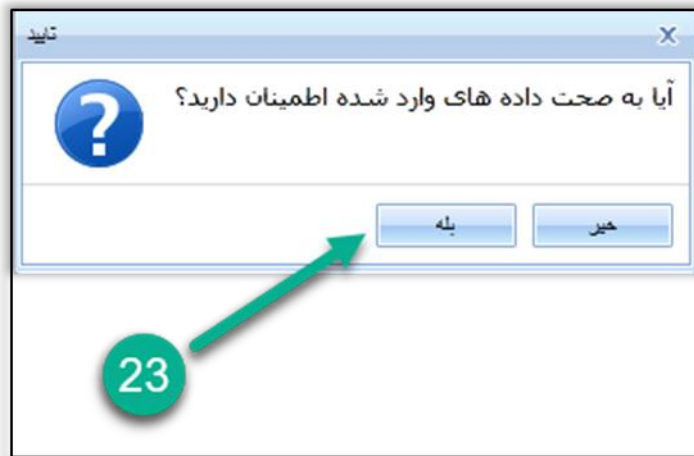 تایید
آیا به صحت داده های وارد شده اطمینان دارید؟
خیر
بله
23